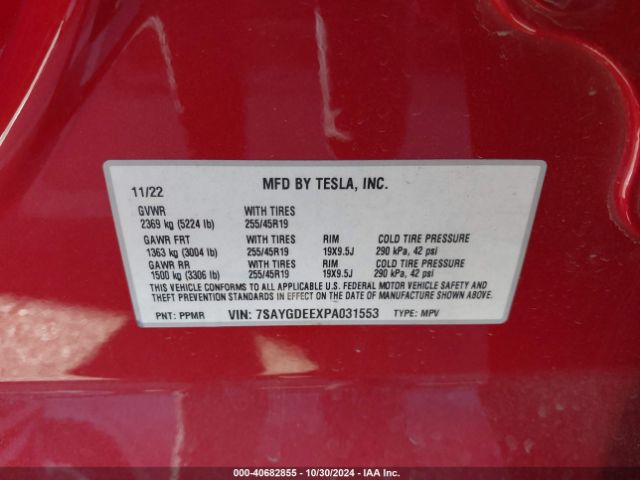 MFD BY TESLA, INC.
11/22
GVWR WITH TIRES
2369 kg (5224 lb) 255/45R19
GAWR FRT WITH TIRES RIM COLD TIRE PRESSURE
1363 kg (3004 lb) 255/45R19 19X9.5J 290 kPa, 42 psi
GAWR RR WITH TIRES RIM COLD TIRE PRESSURE
1500 kg (3306 lb) 255/45R19 19X9.5J 290 kPa, 42 psi
THIS VEHICLE CONFORMS TO ALL APPLICABLE U.S. FEDERAL MOTOR VEHICLE SAFETY AND
THEFT PREVENTION STANDARDS IN EFFECT ON THE DATE OF MANUFACTURE SHOWN ABOVE.
PNT: PPMR VIN: 7SAYGDEEXPA031553 TYPE: MPV
000-40682855 - 10/30/2024 - IAA Inc.